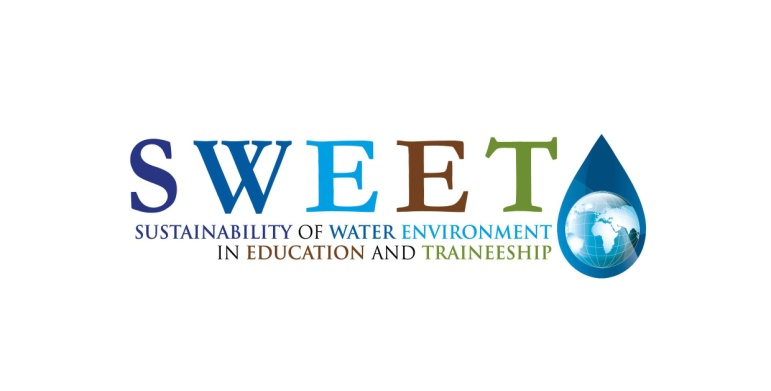 SWEET
SUSTAINABILITY OF WATER ENVIRONMENT
IN EDUCATION AND TRAINEESHIP